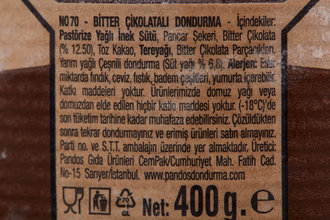 NO70 - BİTTER ÇİKOLATALI DONDURMA - İçindekiler:
Pastörize Yağlı İnek Sütü, Pancar Şekeri, Bitter Çikolata
(% 12.50), Toz Kakao, Tereyağı, Bitter Çikolata Parçacıkları,
Yarım yağlı Çeşnili dondurma (Süt yağı % 6.8). Alerjen: Eser
miktarda fındık, ceviz, fıstık, badem çeşitleri, yumurta içerebilir.
Katkı maddeleri yoktur. Ürünlerimizde domuz yağı veya
domuzdan elde edilen hiçbir katkı maddesi yoktur. (-18°C)'de
son tüketim tarihine kadar muhafaza edebilirsiniz. Çözüldükten
sonra tekrar dondurmayınız ve erimiş ürünleri satın almayınız.
Parti no. ve S.T.T. ambalajın üzerinde yer almaktadır. Üretici:
Pandos Gıda Ürünleri CemPak/Cumhuriyet Mah. Fatih Cad.
No-15 Sarıyer/İstanbul. www.pandosdondurma.com
Net: 400 g. e